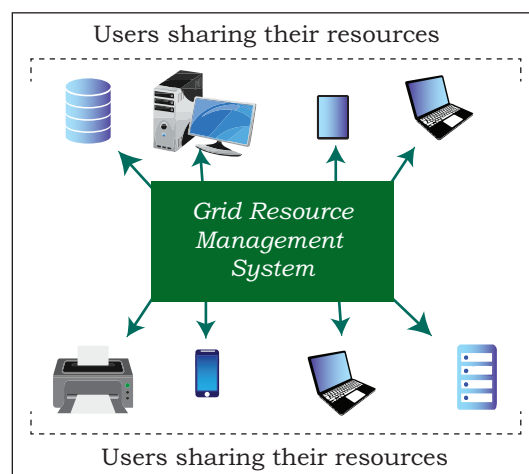 Users sharing their resources
Grid Resource
Management
System
Users sharing their resources